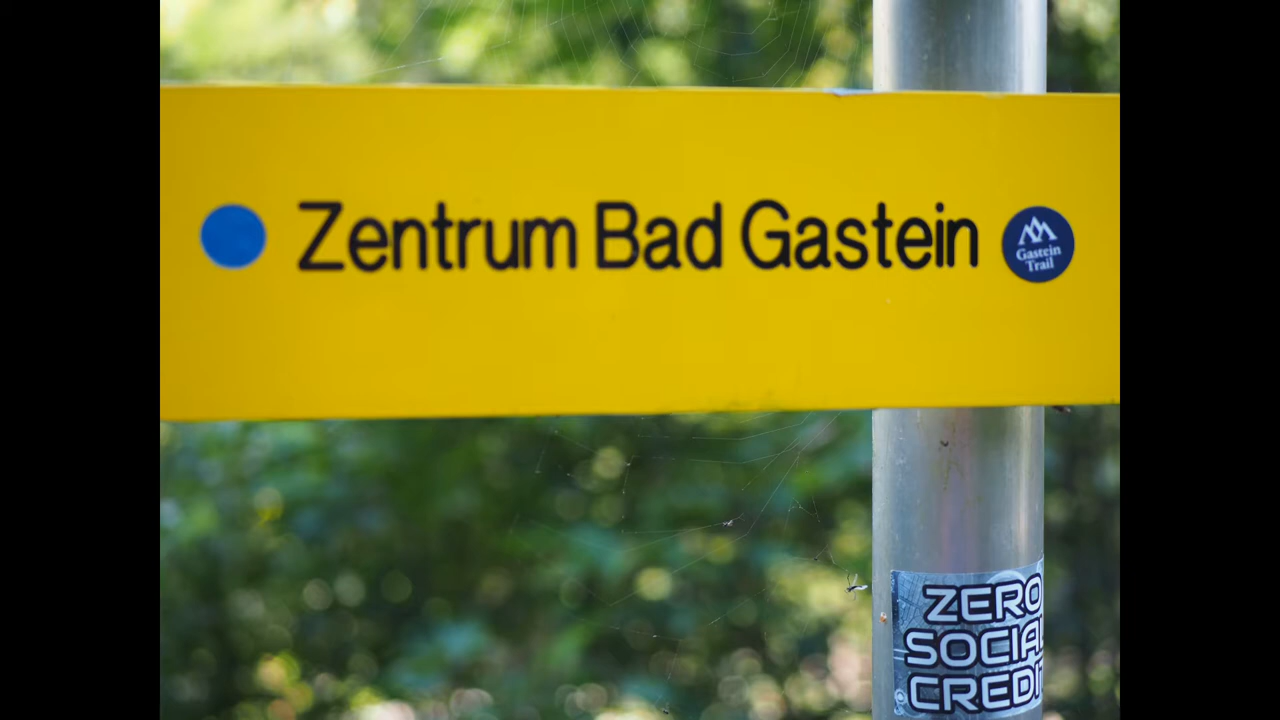 Zentrum Bad Gastein
Gastein
Trail
ZERO
SOCIAL
CREDIT